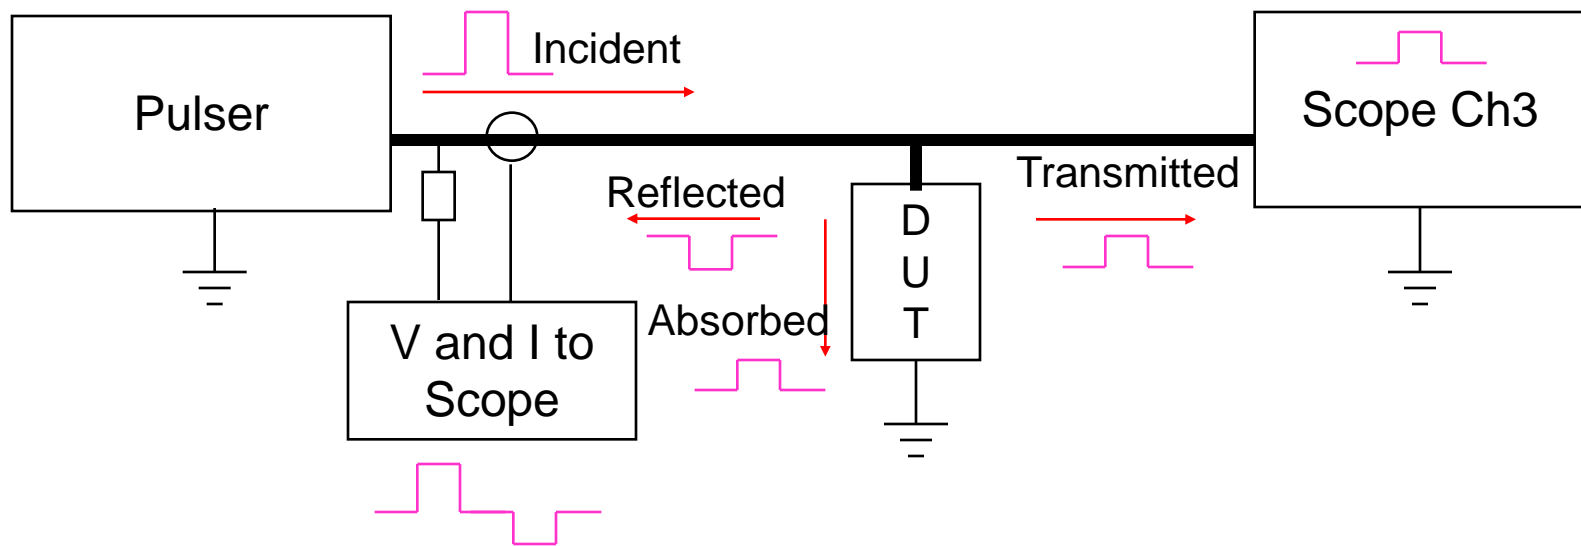 Pulser
Incident
Scope Ch3
Reflected
Transmitted
D
U
T
Absorbed
V and I to
Scope